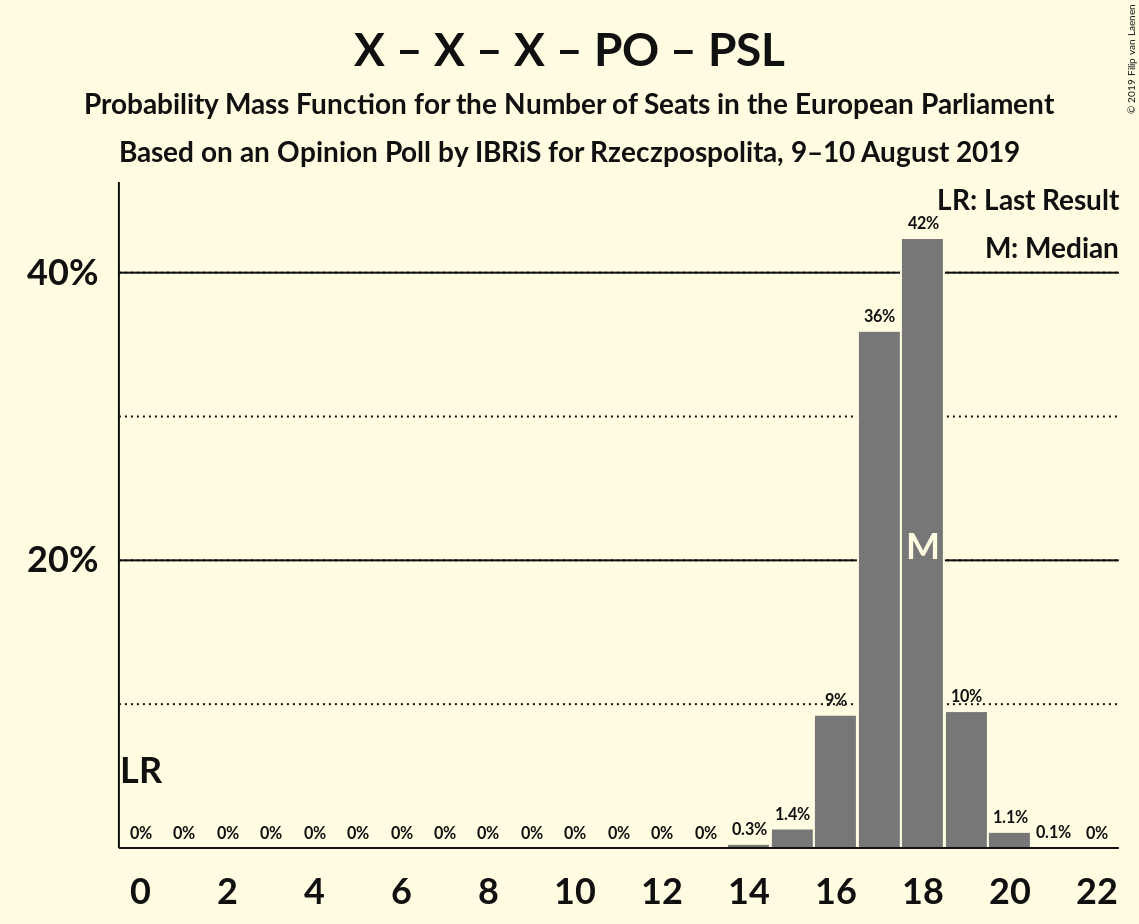 X – X – X – PO – PSL
Probability Mass Function for the Number of Seats in the European Parliament
Based on an Opinion Poll by IBRiS for Rzeczpospolita, 9–10 August 2019
© 2019 Filip van Laenen
LR: Last Result
M: Median
42%
40%
36%
20%
M
9%
10%
LR
0% 0% 0% 0% 0% 0% 0% 0% 0% 0% 0% 0% 0% 0% 0.3% 1.4% 1.1% 0.1% 0%
0 2 4 6 8 10 12 14 16 18 20 22